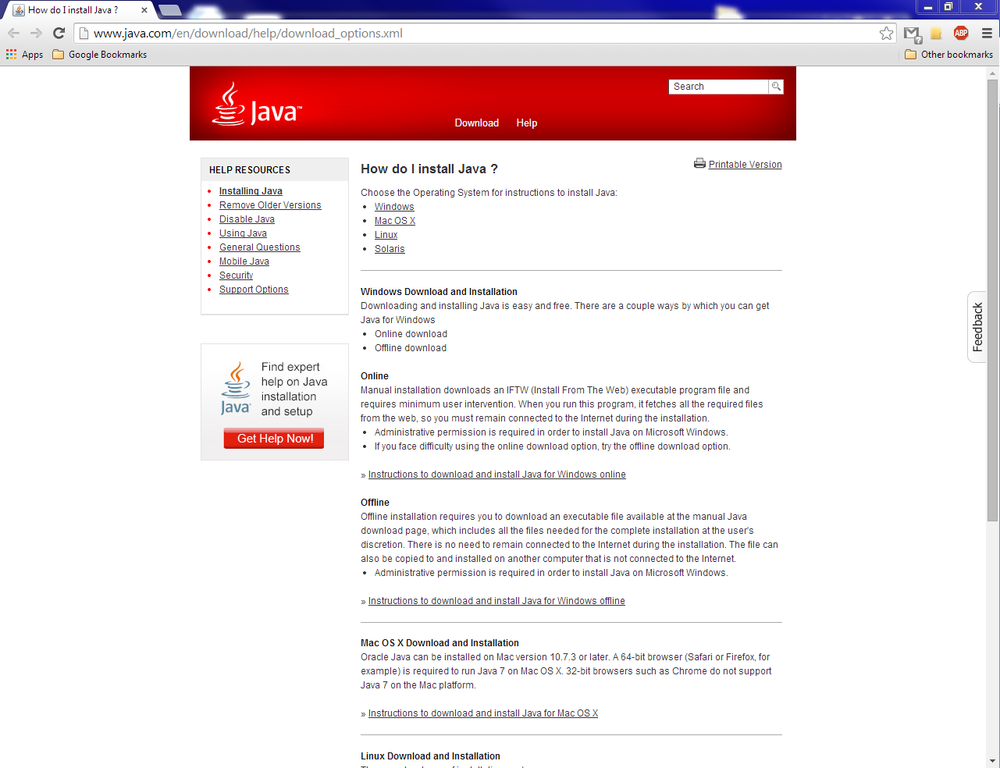 How do I install Java ?
www.java.com/en/download/help/download_options.xml
ABP
Apps
Google Bookmarks
Other bookmarks
Java™
Search
Download
Help
HELP RESOURCES
Installing Java
Remove Older Versions
Disable Java
Using Java
General Questions
Mobile Java
Security
Support Options
Find expert
help on Java
installation
and setup
Java™
Get Help Now!
How do I install Java ?
Printable Version
Choose the Operating System for instructions to install Java:
Windows
Mac OS X
Linux
Solaris
Windows Download and Installation
Downloading and installing Java is easy and free. There are a couple ways by which you can get
Java for Windows
Online download
Offline download
Online
Manual installation downloads an IFTW (Install From The Web) executable program file and
requires minimum user intervention. When you run this program, it fetches all the required files
from the web, so you must remain connected to the Internet during the installation.
Administrative permission is required in order to install Java on Microsoft Windows.
If you face difficulty using the online download option, try the offline download option.
» Instructions to download and install Java for Windows online
Offline
Offline installation requires you to download an executable file available at the manual Java
download page, which includes all the files needed for the complete installation at the user's
discretion. There is no need to remain connected to the Internet during the installation. The file can
also be copied to and installed on another computer that is not connected to the Internet.
Administrative permission is required in order to install Java on Microsoft Windows.
» Instructions to download and install Java for Windows offline
Mac OS X Download and Installation
Oracle Java can be installed on Mac version 10.7.3 or later. A 64-bit browser (Safari or Firefox, for
example) is required to run Java 7 on Mac OS X. 32-bit browsers such as Chrome do not support
Java 7 on the Mac platform.
» Instructions to download and install Java for Mac OS X
Linux Download and Installation
Feedback